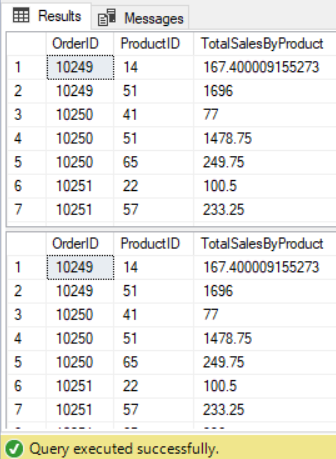 Results Messages
OrderID ProductID TotalSalesByProduct
1 10249 14 167.400009155273
2 10249 51 1696
3 10250 41 77
4 10250 51 1478.75
5 10250 65 249.75
6 10251 22 100.5
7 10251 57 233.25
OrderID ProductID TotalSalesByProduct
1 10249 14 167.400009155273
2 10249 51 1696
3 10250 41 77
4 10250 51 1478.75
5 10250 65 249.75
6 10251 22 100.5
7 10251 57 233.25
Query executed successfully.